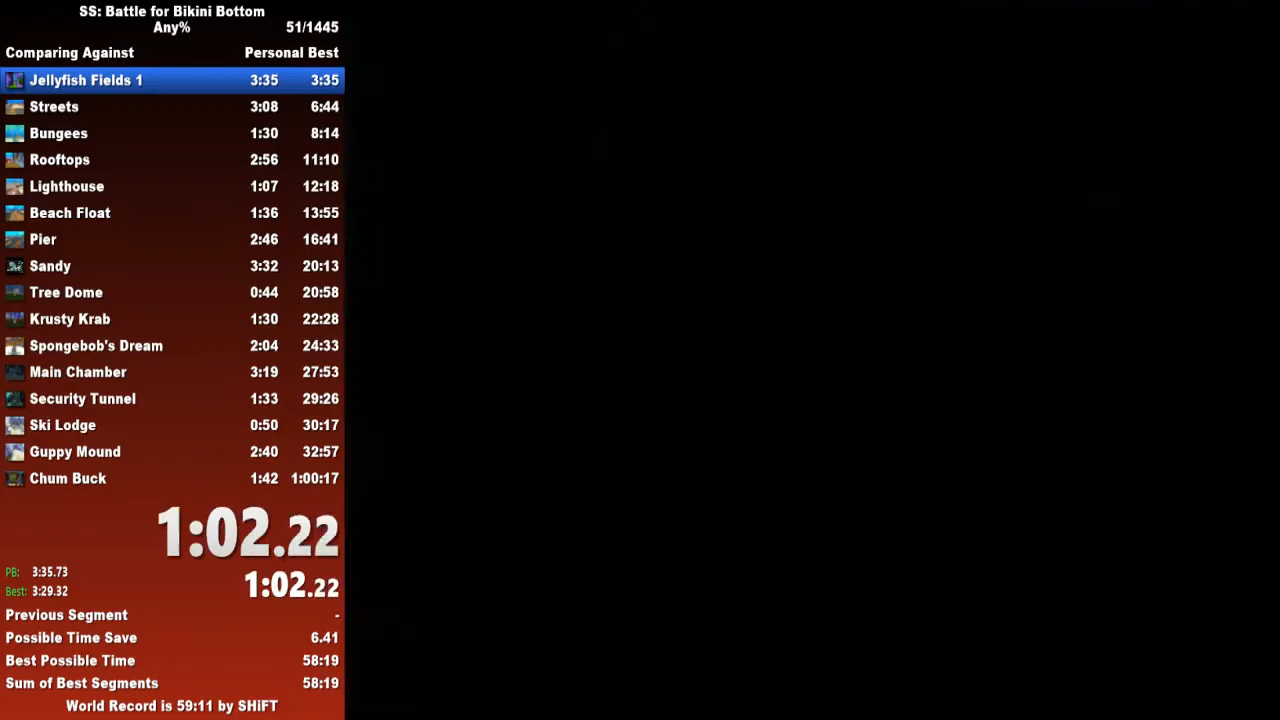 SS: Battle for Bikini Bottom
Any% 51/1445
Comparing Against Personal Best
Jellyfish Fields 1 3:35 3:35
Streets 3:08 6:44
Bungees 1:30 8:14
Rooftops 2:56 11:10
Lighthouse 1:07 12:18
Beach Float 1:36 13:55
Pier 2:46 16:41
Sandy 3:32 20:13
Tree Dome 0:44 20:58
Krusty Krab 1:30 22:28
Spongebob's Dream 2:04 24:33
Main Chamber 3:19 27:53
Security Tunnel 1:33 29:26
Ski Lodge 0:50 30:17
Guppy Mound 2:40 32:57
Chum Buck 1:42 1:00:17
1:02.22
PB: 3:35.73
Best: 3:29.32
1:02.22
Previous Segment -
Possible Time Save 6.41
Best Possible Time 58:19
Sum of Best Segments 58:19
World Record is 59:11 by SHiFT